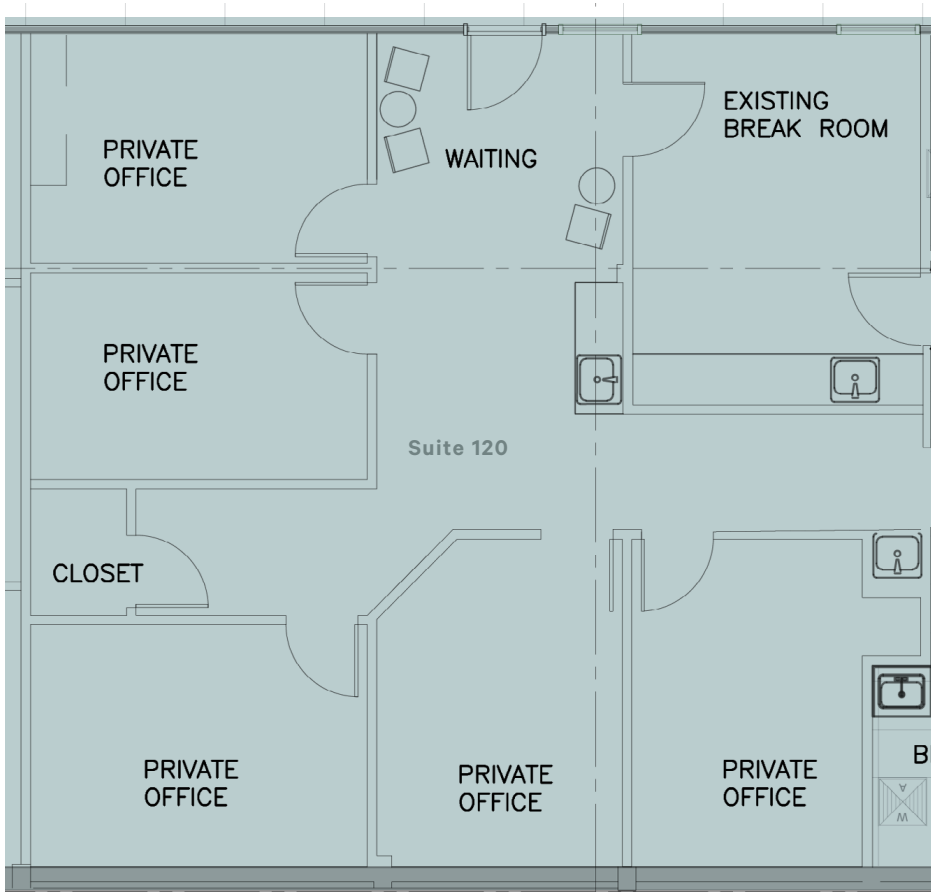 EXISTING
BREAK ROOM
PRIVATE
OFFICE
WAITING
PRIVATE
OFFICE
Suite 120
CLOSET
PRIVATE
OFFICE
PRIVATE
OFFICE
PRIVATE
OFFICE
B
W
A